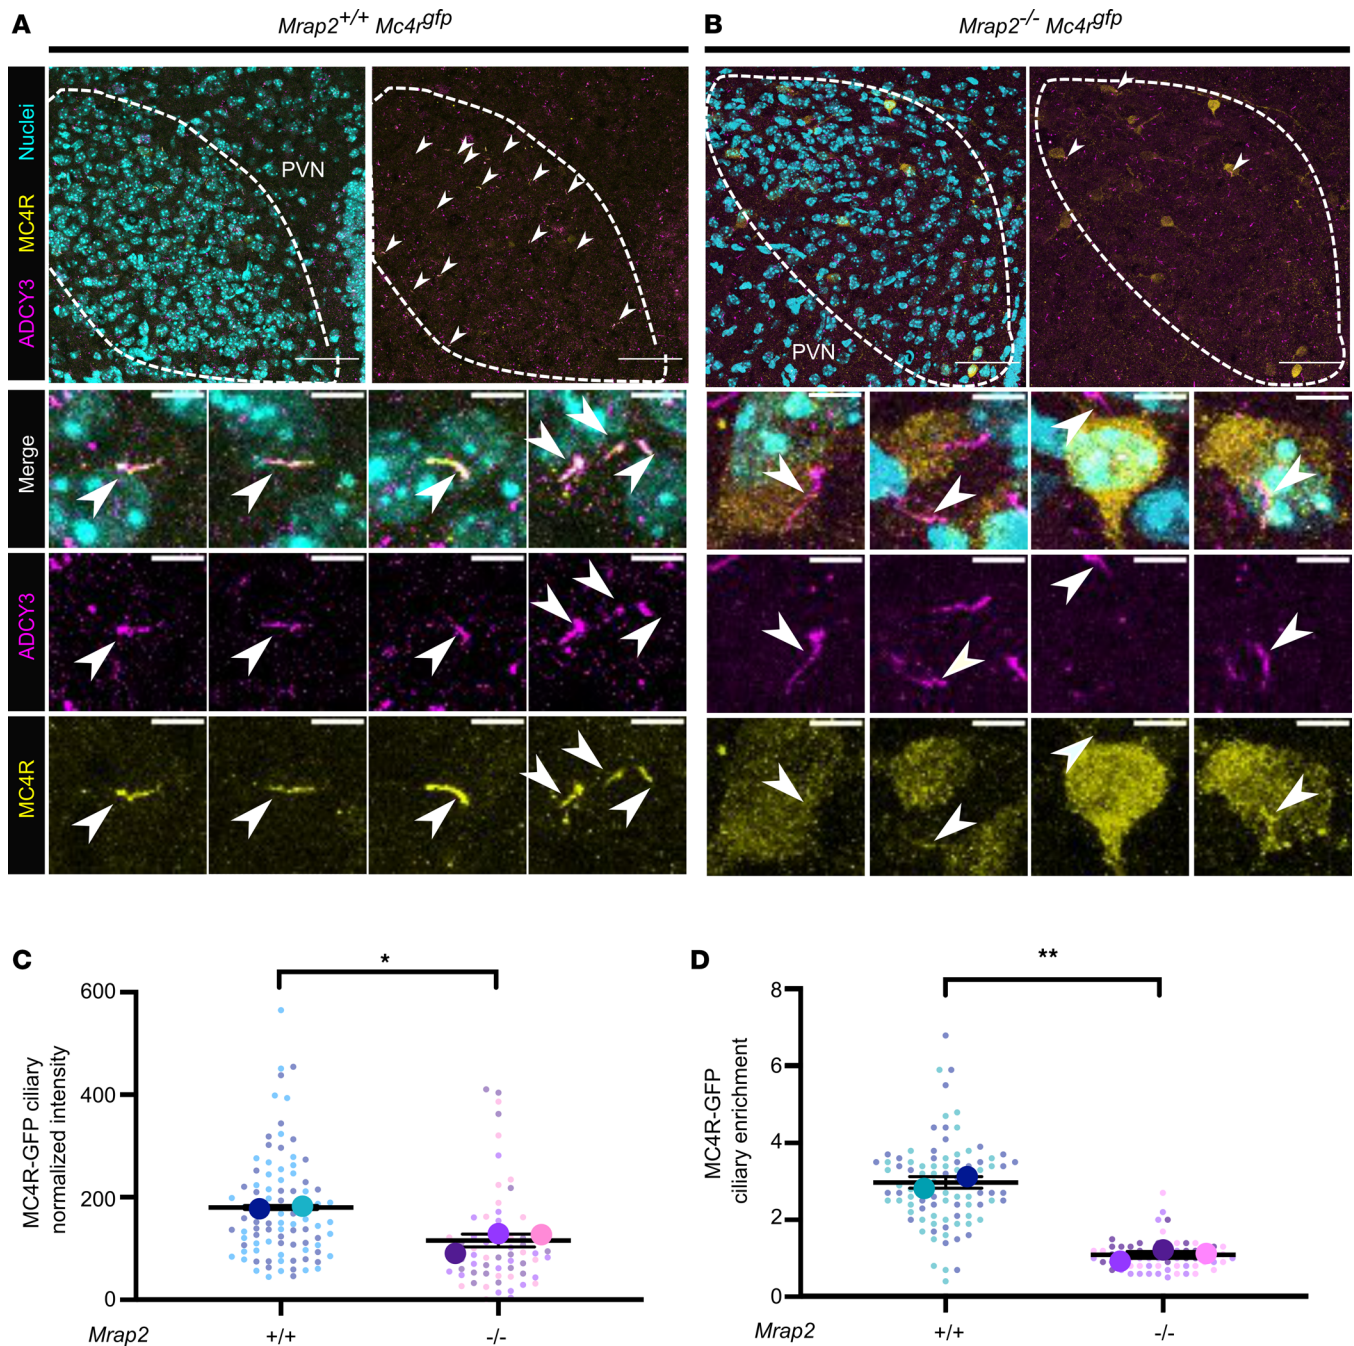 A
Mrap2+/+ Mc4rgfp
B
Mrap2-/- Mc4rgfp
ADCY3 MC4R Nuclei
PVN
PVN
Merge
ADCY3
MC4R
C
*
MC4R-GFP ciliary
normalized intensity
600
400
200
0
Mrap2
+/+
-/-
D
**
MC4R-GFP
ciliary enrichment
8
6
4
2
0
Mrap2
+/+
-/-